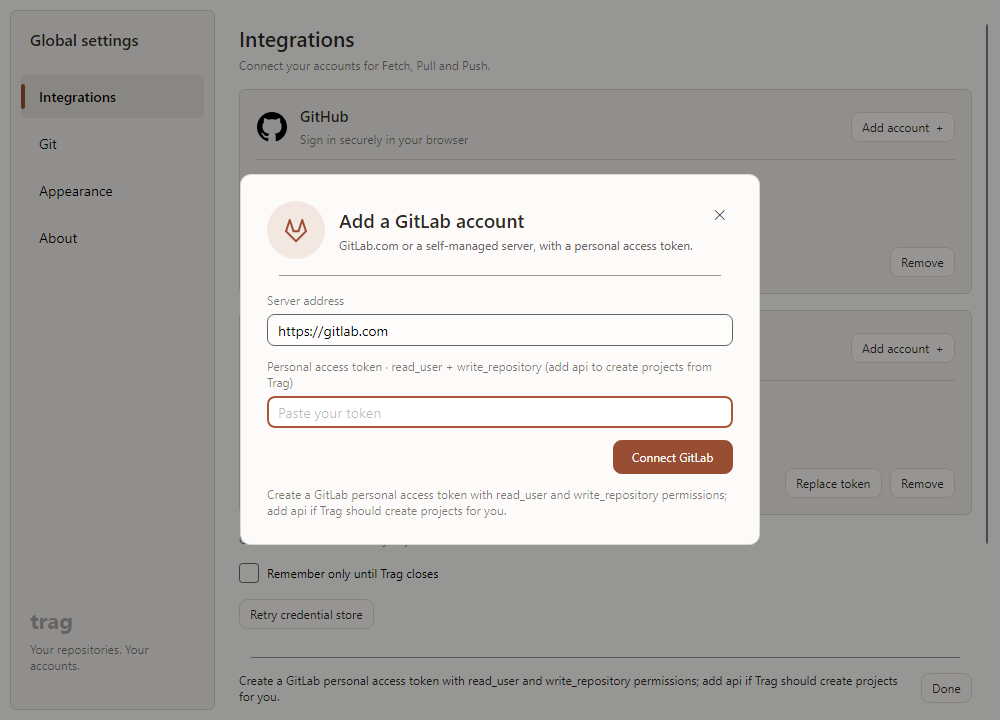 Global settings
Integrations
Git
Appearance
About
trag
Your repositories. Your
accounts.
Integrations
Connect your accounts for Fetch, Pull and Push.
GitHub
Sign in securely in your browser
Add account +
Remove
Add account +
Replace token
Remove
Add a GitLab account
GitLab.com or a self-managed server, with a personal access token.
Server address
https://gitlab.com
Personal access token · read_user + write_repository (add api to create projects from
Trag)
Paste your token
Connect GitLab
Create a GitLab personal access token with read_user and write_repository permissions;
add api if Trag should create projects for you.
Remember only until Trag closes
Retry credential store
Create a GitLab personal access token with read_user and write_repository permissions; add api if Trag should create projects
for you.
Done